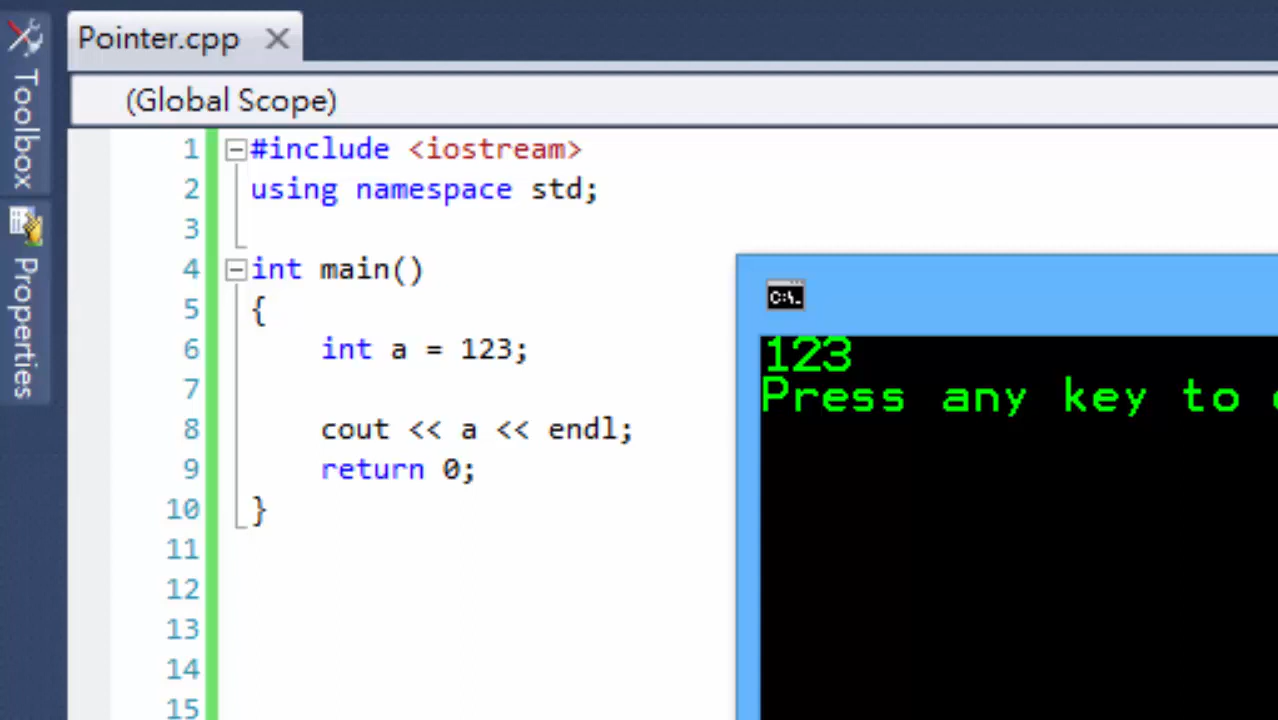 Pointer.cpp
Toolbox
Properties
(Global Scope)
1 #include <iostream>
2 using namespace std;
3
4 int main()
5 {
6 int a = 123;
7
8 cout << a << endl;
9 return 0;
10 }
11
12
13
14
15
C:\.
123
Press any key to